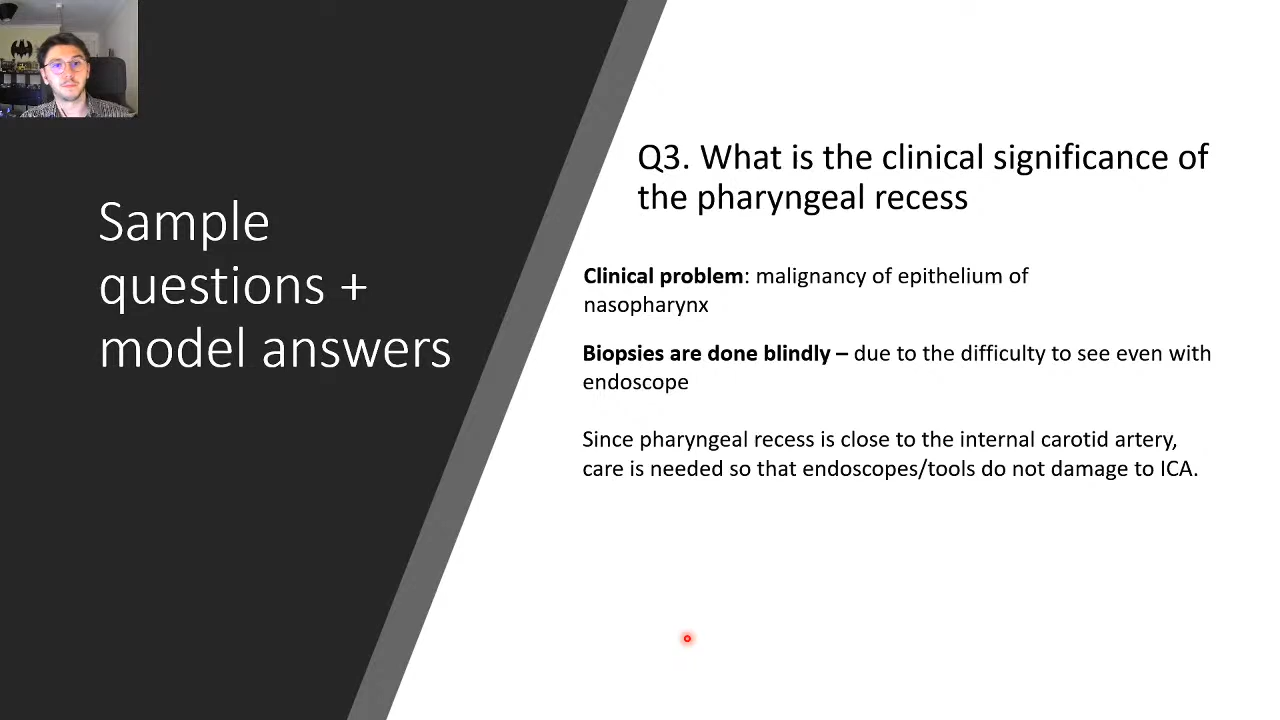 Sample
questions +
model answers
Q3. What is the clinical significance of
the pharyngeal recess
Clinical problem: malignancy of epithelium of
nasopharynx
Biopsies are done blindly – due to the difficulty to see even with
endoscope
Since pharyngeal recess is close to the internal carotid artery,
care is needed so that endoscopes/tools do not damage to ICA.